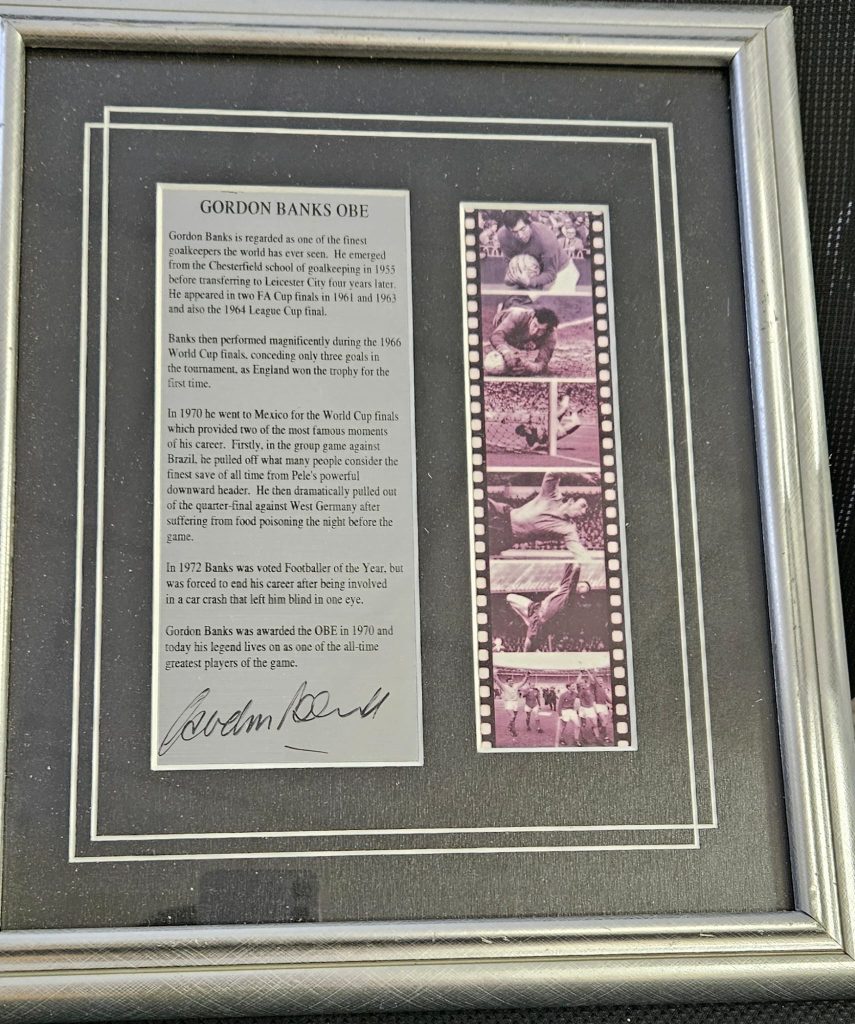 GORDON BANKS OBE
Gordon Banks is regarded as one of the finest
goalkeepers the world has ever seen. He emerged
from the Chesterfield school of goalkeeping in 1955
before transferring to Leicester City four years later.
He appeared in two FA Cup finals in 1961 and 1963
and also the 1964 League Cup final.
Banks then performed magnificently during the 1966
World Cup finals, conceding only three goals in
the tournament, as England won the trophy for the
first time.
In 1970 he went to Mexico for the World Cup finals
which provided two of the most famous moments
of his career. Firstly, in the group game against
Brazil, he pulled off what many people consider the
finest save of all time from Pele's powerful
downward header. He then dramatically pulled out
of the quarter-final against West Germany after
suffering from food poisoning the night before the
game.
In 1972 Banks was voted Footballer of the Year, but
was forced to end his career after being involved
in a car crash that left him blind in one eye.
Gordon Banks was awarded the OBE in 1970 and
today his legend lives on as one of the all-time
greatest players of the game.
Gordon Banks